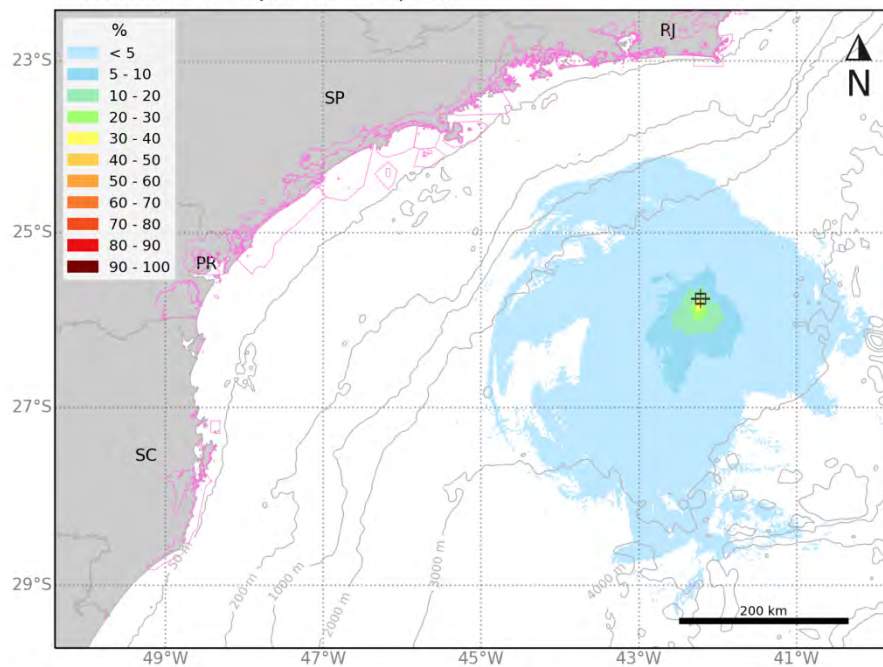 23°S
25°S
27°S
29°S
%
< 5
5 - 10
10 - 20
20 - 30
30 - 40
40 - 50
50 - 60
60 - 70
70 - 80
80 - 90
90 - 100
RJ
SP
PR
SC
N
50 m
200 m
1000 m
2000 m
3000 m
4000 m
200 km
49°W
47°W
45°W
43°W
41°W